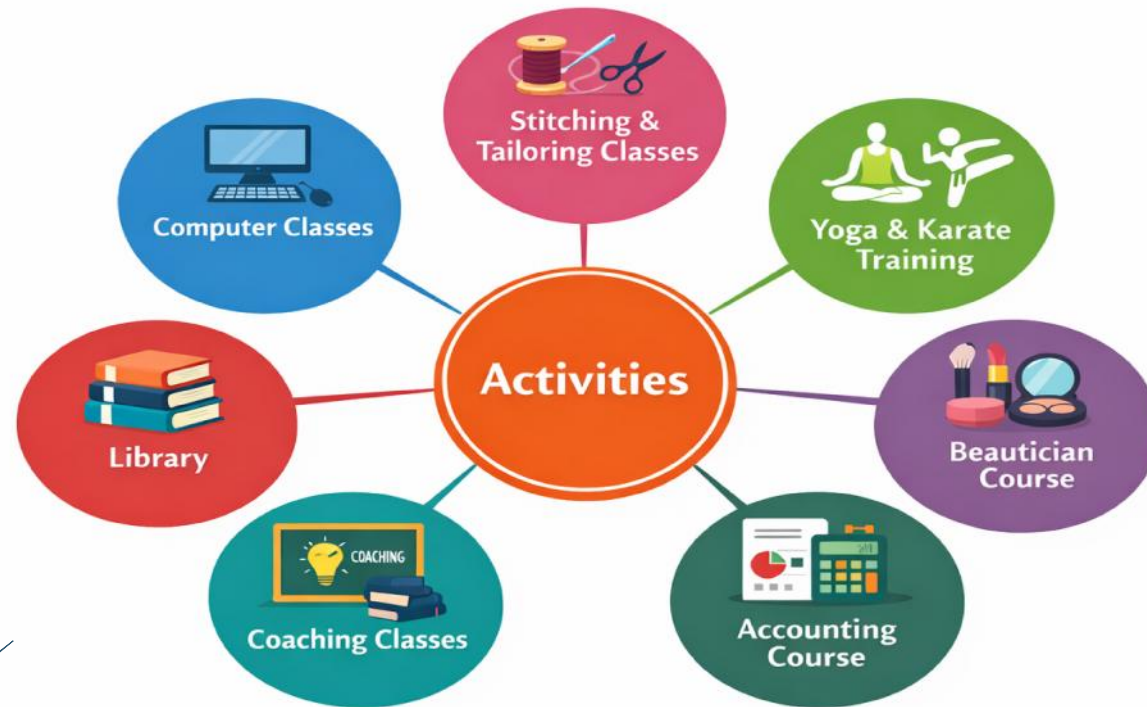 Stitching &
Tailoring Classes
Computer Classes
Yoga & Karate
Training
Activities
Library
Beautician
Course
COACHING
Coaching Classes
Accounting
Course